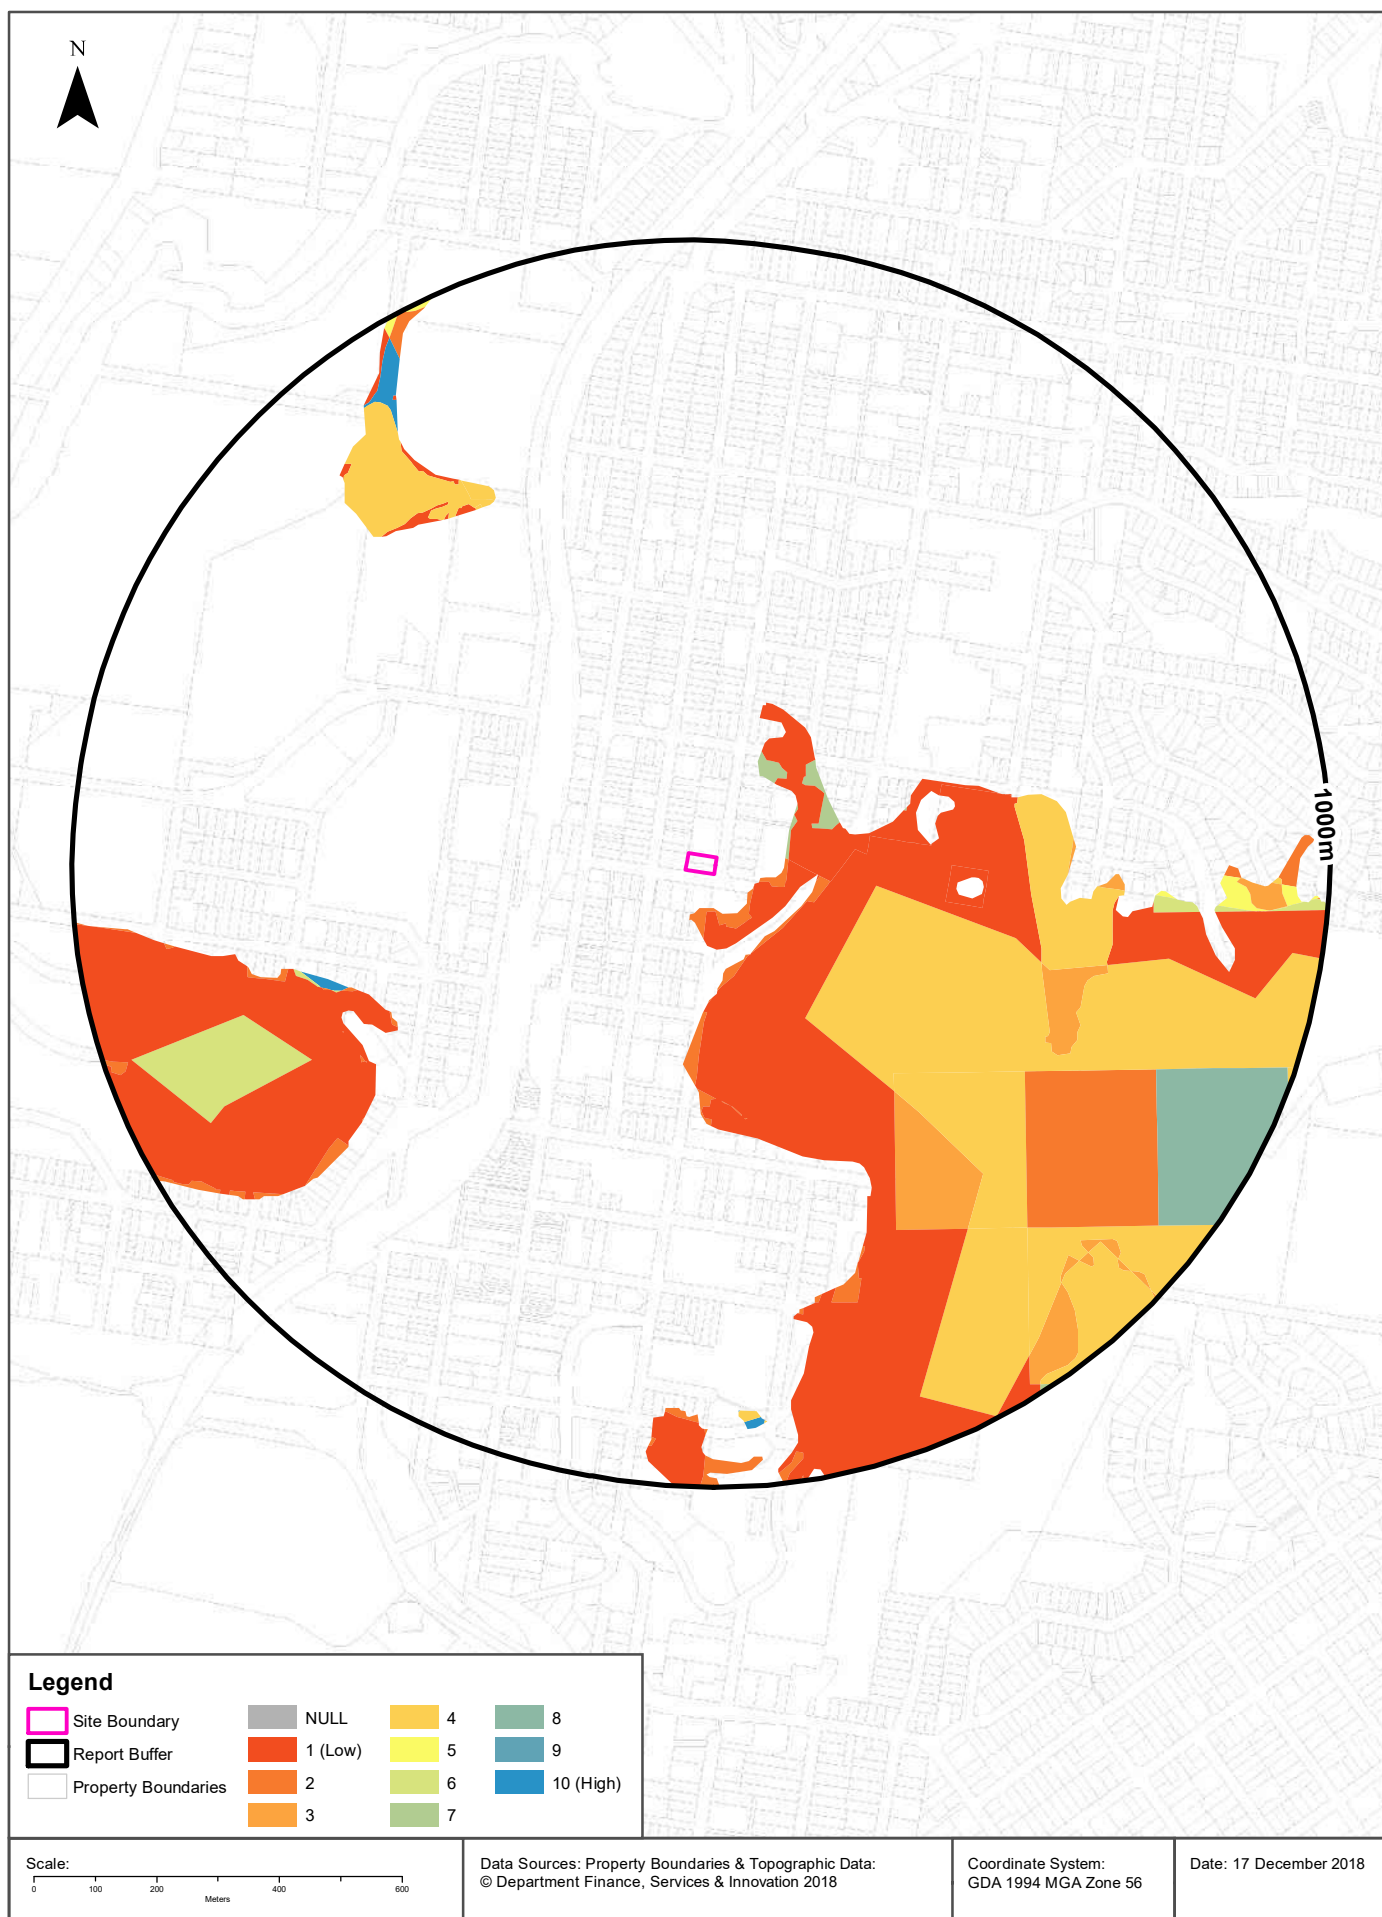 N
1000m
Legend
Site Boundary
Report Buffer
Property Boundaries
NULL
1 (Low)
2
3
4
5
6
7
8
9
10 (High)
Scale:
0 100 200 400 600
Meters
Data Sources: Property Boundaries & Topographic Data:
© Department Finance, Services & Innovation 2018
Coordinate System:
GDA 1994 MGA Zone 56
Date: 17 December 2018